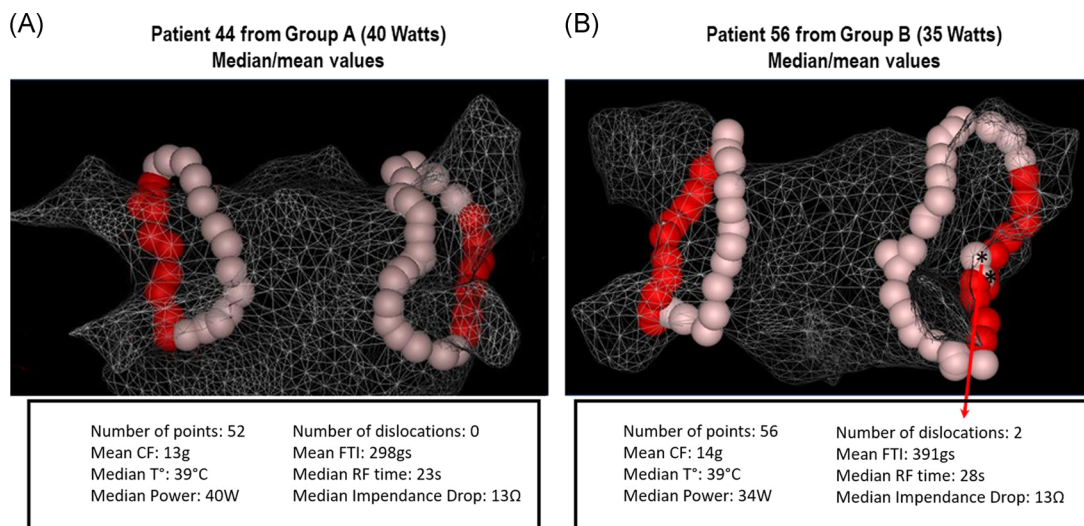 (A)
Patient 44 from Group A (40 Watts)
Median/mean values
Number of points: 52
Mean CF: 13g
Median T°: 39°C
Median Power: 40W
Number of dislocations: 0
Mean FTI: 298gs
Median RF time: 23s
Median Impendance Drop: 13Ω
(B)
Patient 56 from Group B (35 Watts)
Median/mean values
*
*
Number of points: 56
Mean CF: 14g
Median T°: 39°C
Median Power: 34W
Number of dislocations: 2
Mean FTI: 391gs
Median RF time: 28s
Median Impendance Drop: 13Ω